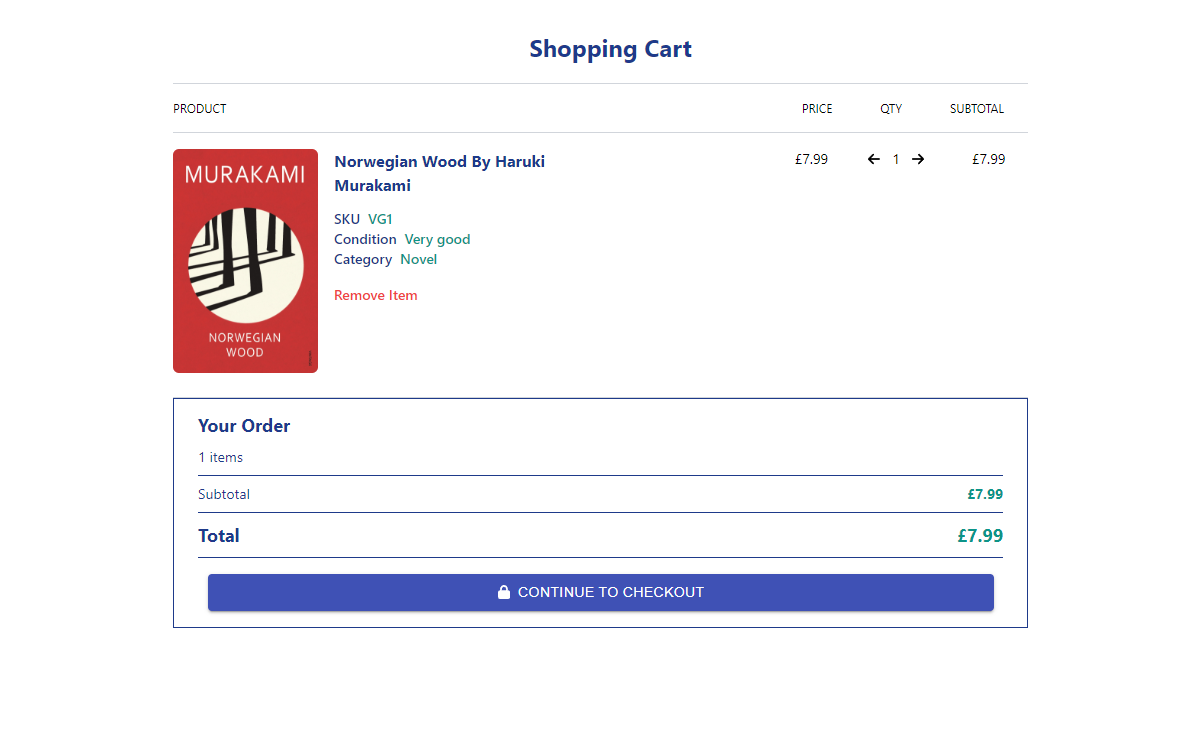 Shopping Cart
PRODUCT PRICE QTY SUBTOTAL
MURAKAMI
NORWEGIAN
WOOD
Norwegian Wood By Haruki
Murakami
SKU VG1
Condition Very good
Category Novel
Remove Item
£7.99 1 £7.99
Your Order
1 items
Subtotal £7.99
Total £7.99
CONTINUE TO CHECKOUT